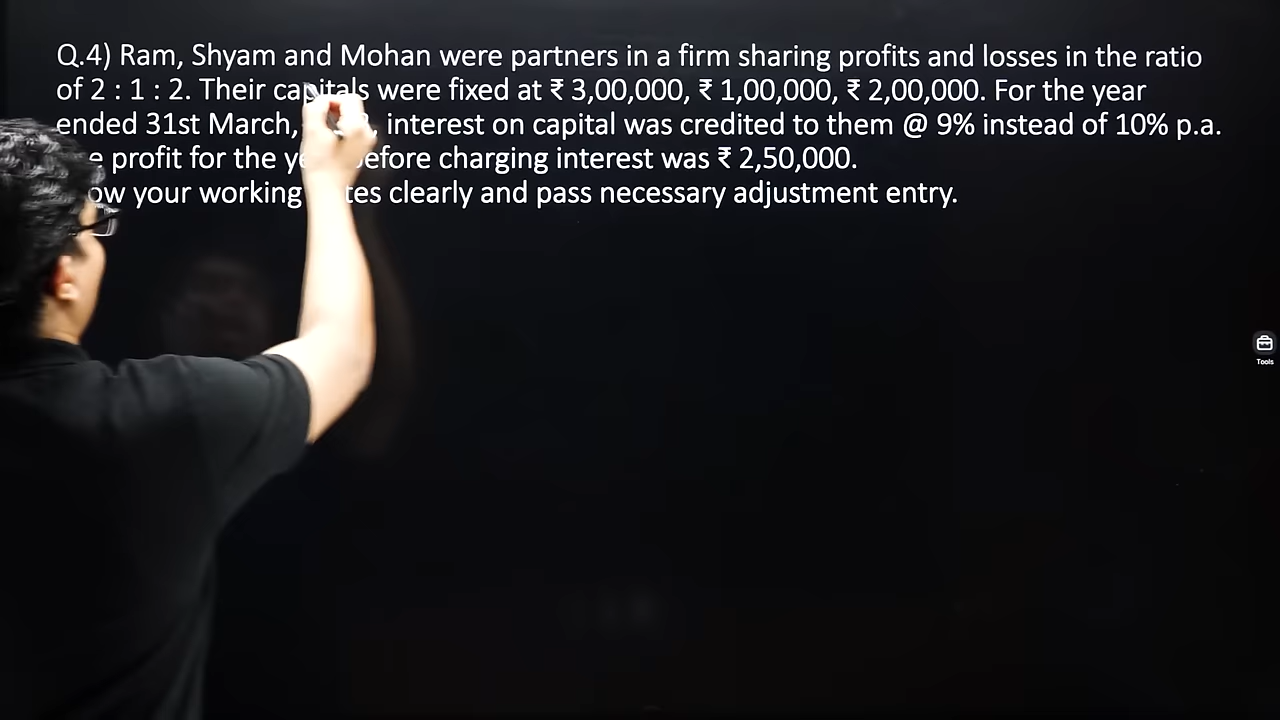 Q.4) Ram, Shyam and Mohan were partners in a firm sharing profits and losses in the ratio
of 2 : 1 : 2. Their capitals were fixed at ₹ 3,00,000, ₹ 1,00,000, ₹ 2,00,000. For the year
ended 31st March, interest on capital was credited to them @ 9% instead of 10% p.a.
profit for the before charging interest was ₹ 2,50,000.
your working clearly and pass necessary adjustment entry.
Tools